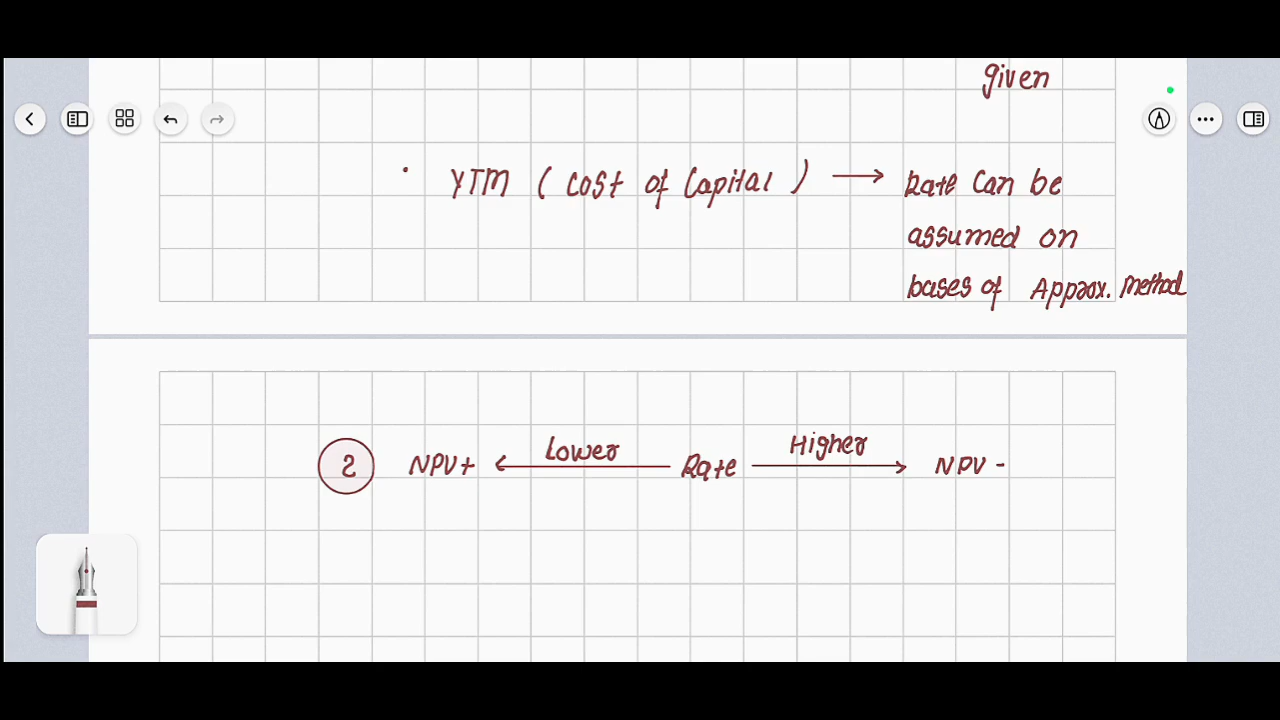 given
• YTM ( Cost of Capital ) → Rate Can be
assumed on
bases of Approx. Method
2 NPV+ ← Lower Rate Higher → NPV -